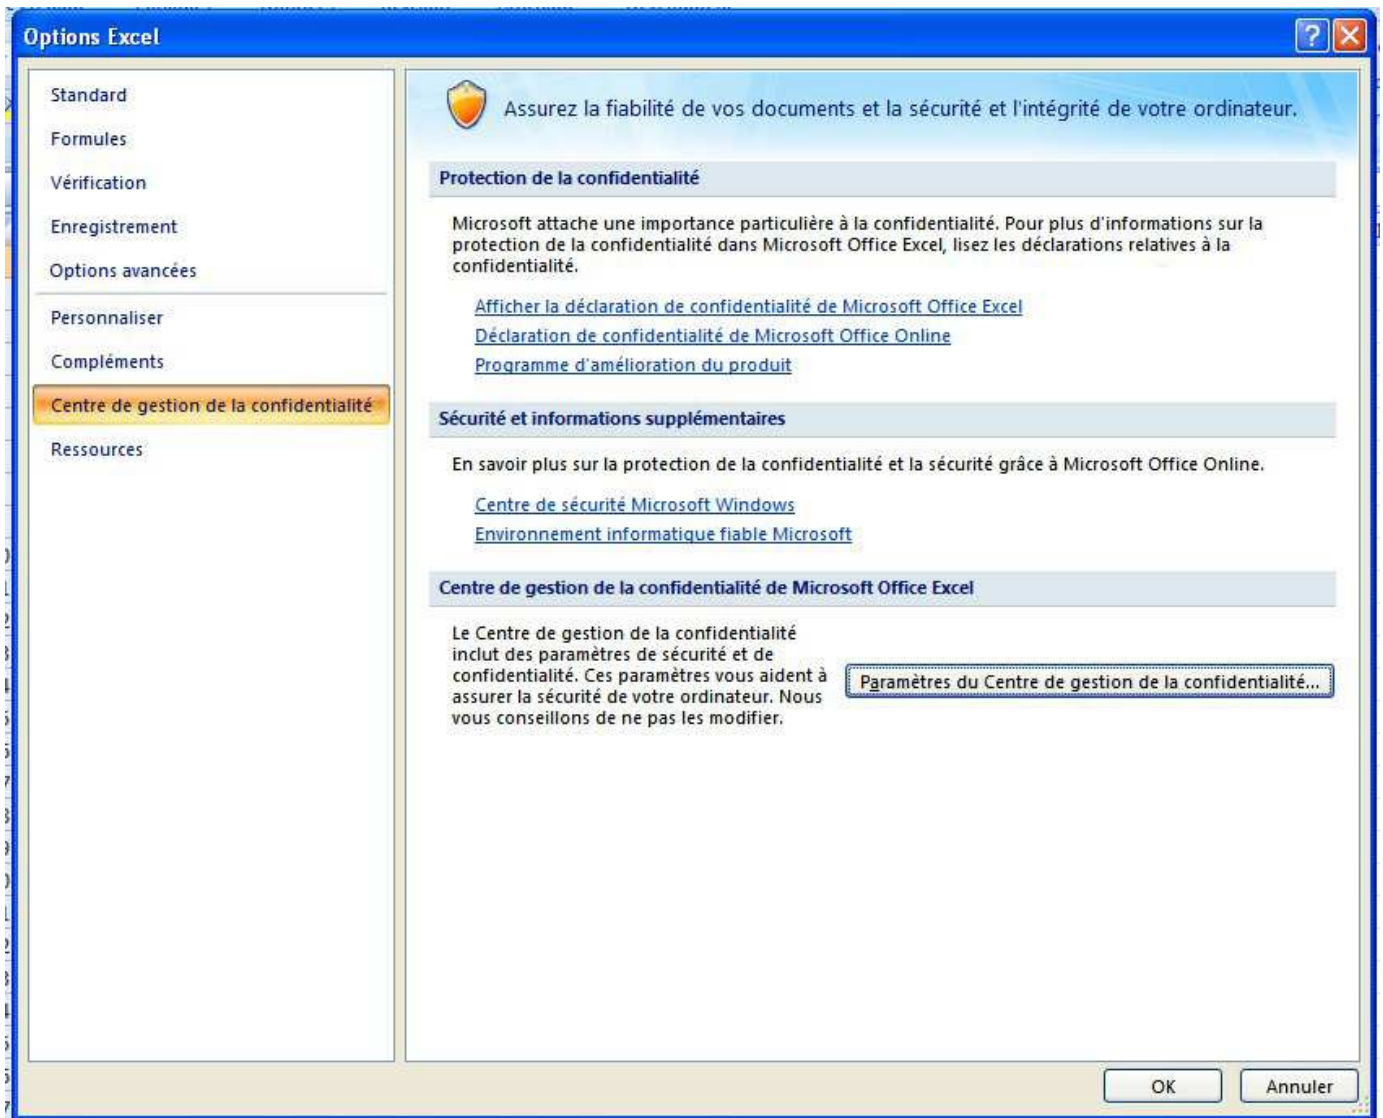 Options Excel
Standard
Formules
Vérification
Enregistrement
Options avancées
Personnaliser
Compléments
Centre de gestion de la confidentialité
Ressources
Assurez la fiabilité de vos documents et la sécurité et l'intégrité de votre ordinateur.
Protection de la confidentialité
Microsoft attache une importance particulière à la confidentialité. Pour plus d'informations sur la
protection de la confidentialité dans Microsoft Office Excel, lisez les déclarations relatives à la
confidentialité.
Afficher la déclaration de confidentialité de Microsoft Office Excel
Déclaration de confidentialité de Microsoft Office Online
Programme d'amélioration du produit
Sécurité et informations supplémentaires
En savoir plus sur la protection de la confidentialité et la sécurité grâce à Microsoft Office Online.
Centre de sécurité Microsoft Windows
Environnement informatique fiable Microsoft
Centre de gestion de la confidentialité de Microsoft Office Excel
Le Centre de gestion de la confidentialité
inclut des paramètres de sécurité et de
confidentialité. Ces paramètres vous aident à
assurer la sécurité de votre ordinateur. Nous
vous conseillons de ne pas les modifier.
Paramètres du Centre de gestion de la confidentialité...
OK
Annuler